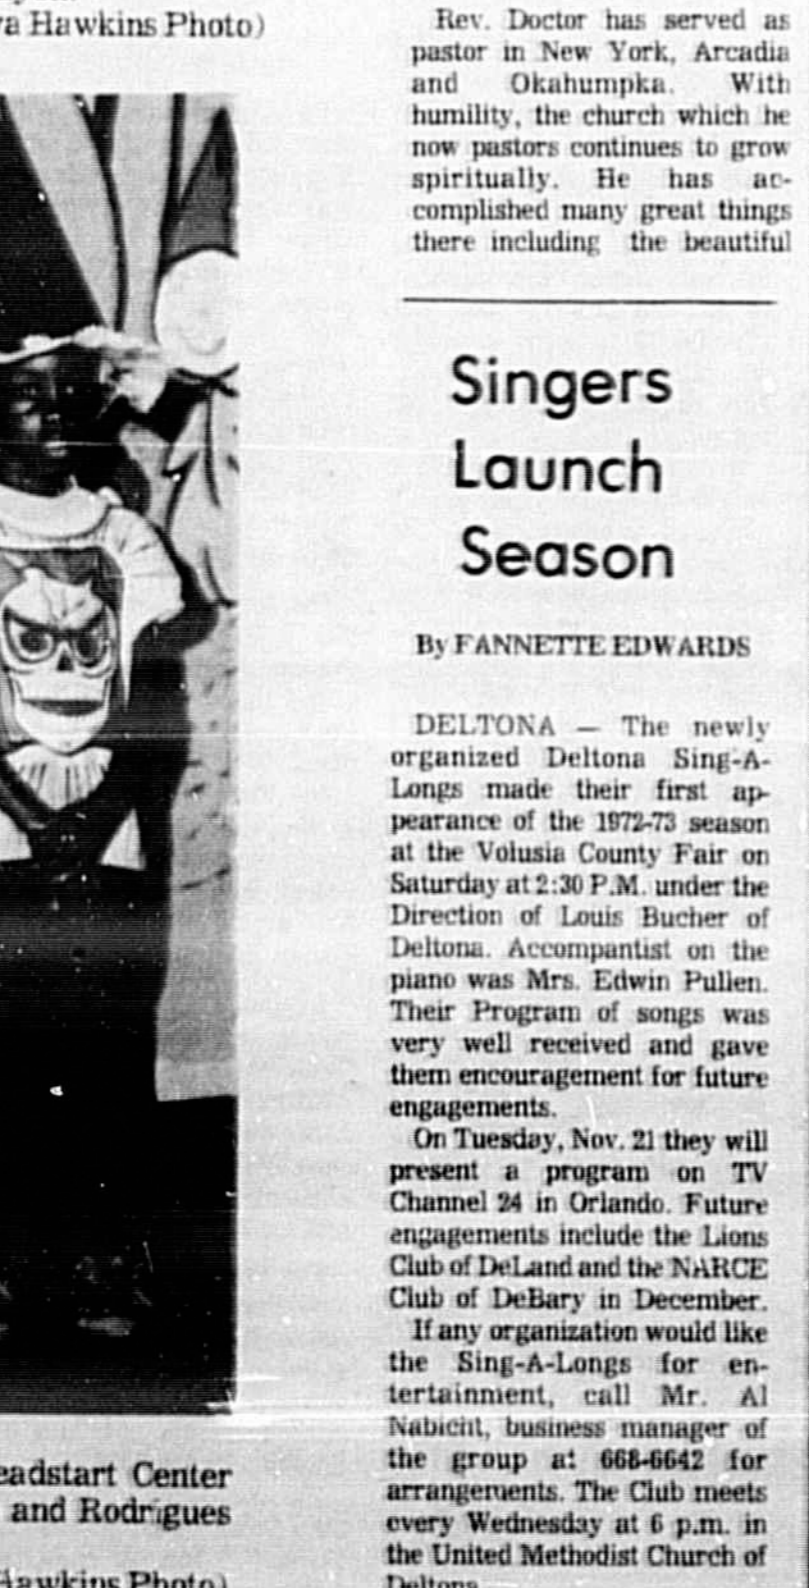 a Hawkins Photo)
eadstart Center
and Rodrigues
Hawkins Photo)
Rev. Doctor has served as
pastor in New York, Arcadia
and Okahumpka. With
humility, the church which he
now pastors continues to grow
spiritually. He has ac-
complished many great things
there including the beautiful
Singers
Launch
Season
By FANNETTE EDWARDS
DELTONA — The newly
organized Deltona Sing-A-
Longs made their first ap-
pearance of the 1972-73 season
at the Volusia County Fair on
Saturday at 2:30 P.M. under the
Direction of Louis Bucher of
Deltona. Accompantist on the
piano was Mrs. Edwin Pullen.
Their Program of songs was
very well received and gave
them encouragement for future
engagements.
On Tuesday, Nov. 21 they will
present a program on TV
Channel 24 in Orlando. Future
engagements include the Lions
Club of DeLand and the NARCE
Club of DeBary in December.
If any organization would like
the Sing-A-Longs for en-
tertainment, call Mr. Al
Nabicht, business manager of
the group at 668-6642 for
arrangements. The Club meets
every Wednesday at 6 p.m. in
the United Methodist Church of
Deltona